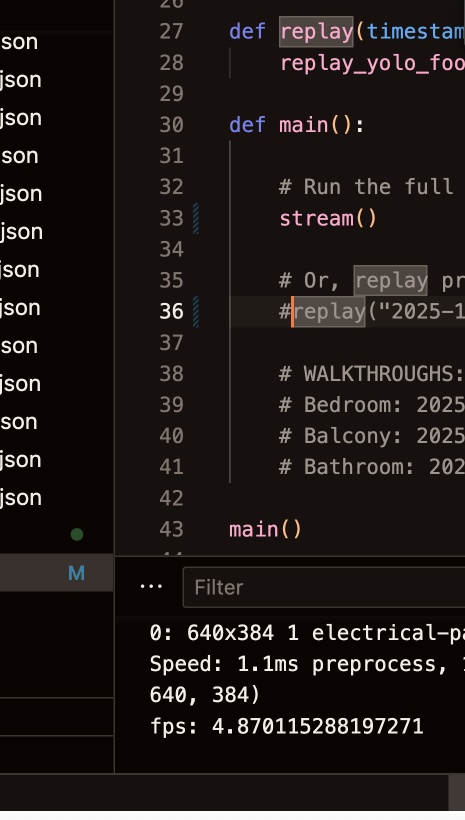 son
json
json
son
json
json
json
json
son
json
son
json
json
M
26
27 def replay(timestam
28 replay_yolo_foo
29
30 def main():
31
32 # Run the full
33 stream()
34
35 # Or, replay pr
36 #replay("2025-1
37
38 # WALKTHROUGHS:
39 # Bedroom: 2025
40 # Balcony: 2025
41 # Bathroom: 202
42
43 main()
... Filter
0: 640x384 1 electrical-pa
Speed: 1.1ms preprocess, 1
640, 384)
fps: 4.870115288197271